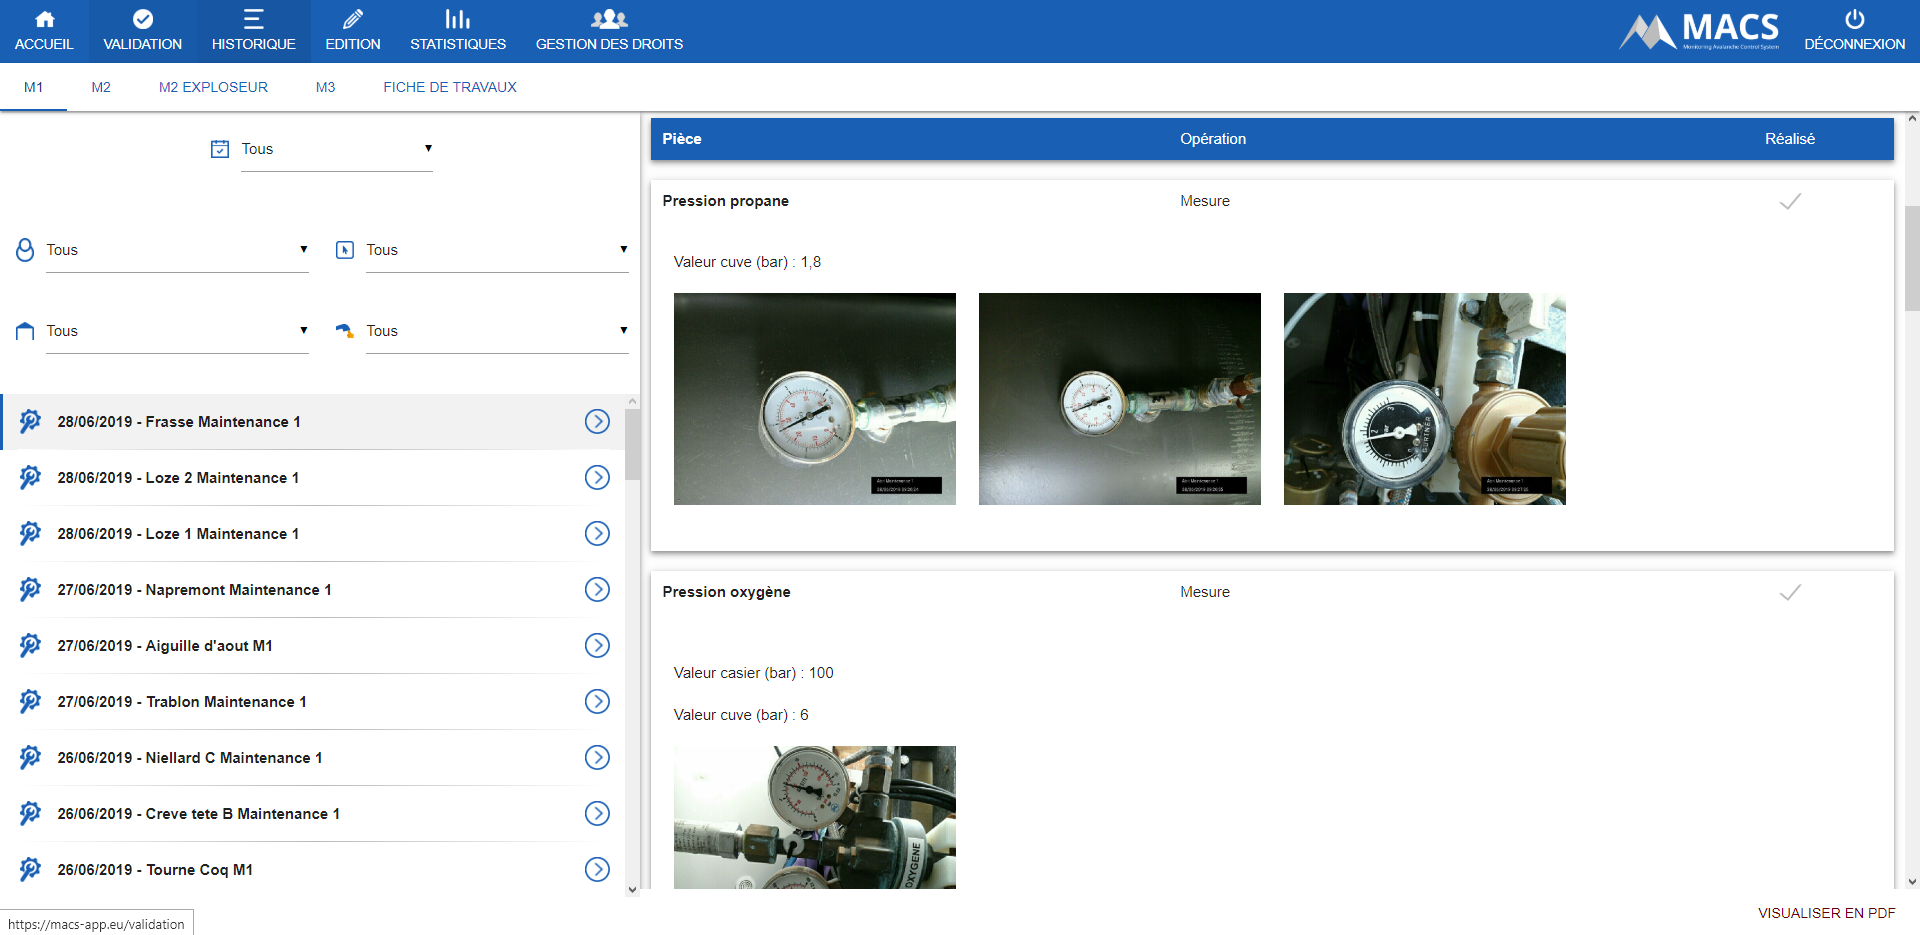 ACCUEIL
VALIDATION
HISTORIQUE
EDITION
STATISTIQUES
GESTION DES DROITS
MACS
Monitoring Avalanche Control System
DÉCONNEXION
M1
M2
M2 EXPLOSEUR
M3
FICHE DE TRAVAUX
Tous
Tous
Tous
Tous
Tous
28/06/2019 - Frasse Maintenance 1
28/06/2019 - Loze 2 Maintenance 1
28/06/2019 - Loze 1 Maintenance 1
27/06/2019 - Napremont Maintenance 1
27/06/2019 - Aiguille d'aout M1
27/06/2019 - Trablon Maintenance 1
26/06/2019 - Niellard C Maintenance 1
26/06/2019 - Creve tete B Maintenance 1
26/06/2019 - Tourne Coq M1
https://macs-app.eu/validation
Pièce
Opération
Réalisé
Pression propane
Mesure
Valeur cuve (bar) : 1,8
Pression oxygène
Mesure
Valeur casier (bar) : 100
Valeur cuve (bar) : 6
OXYGENE
VISUALISER EN PDF